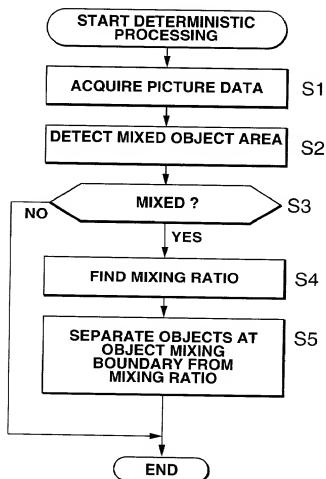 START DETERMINISTIC
PROCESSING
ACQUIRE PICTURE DATA
S1
DETECT MIXED OBJECT AREA
S2
MIXED ?
S3
NO
YES
FIND MIXING RATIO
S4
SEPARATE OBJECTS AT
OBJECT MIXING
BOUNDARY FROM
MIXING RATIO
S5
END